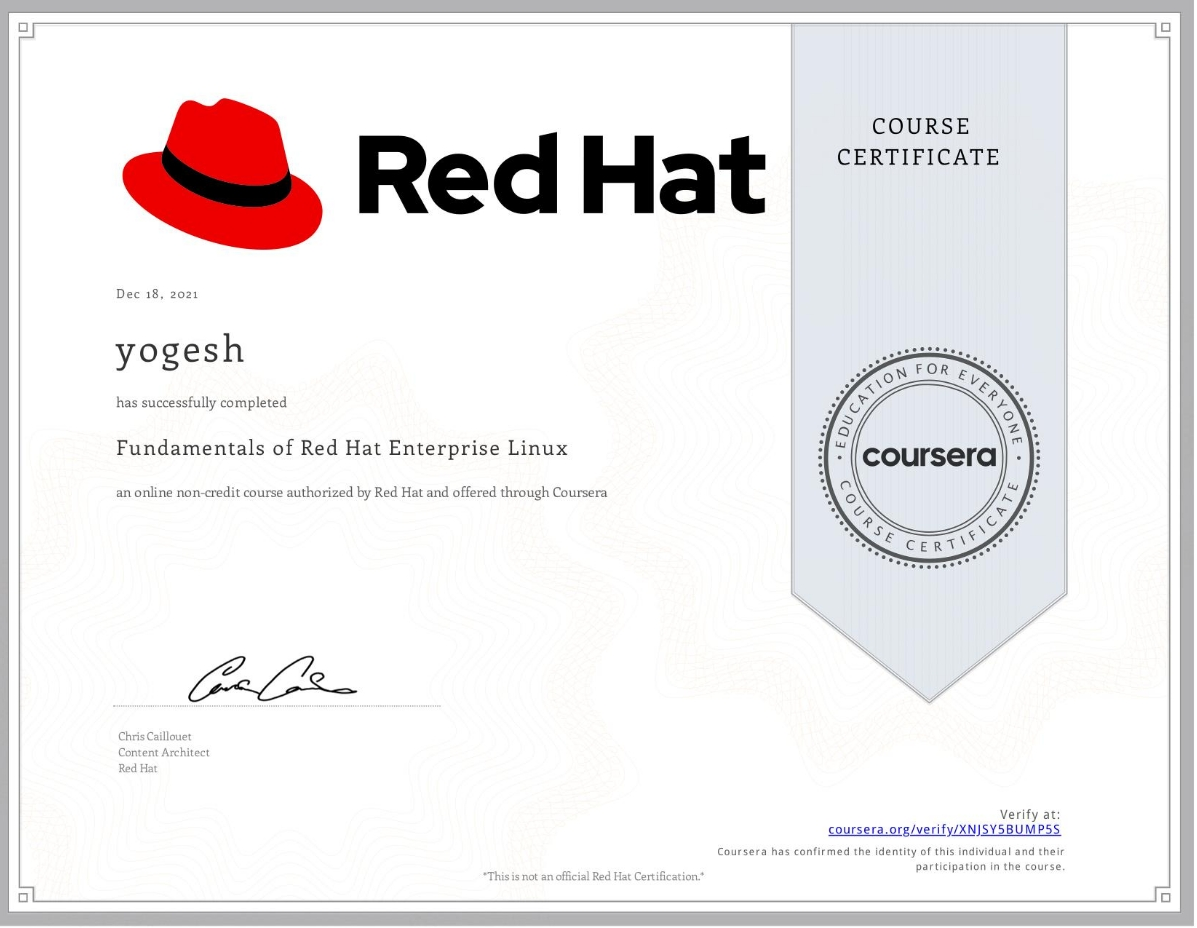 Red Hat
COURSE
CERTIFICATE
Dec 18, 2021
yogesh
has successfully completed
Fundamentals of Red Hat Enterprise Linux
an online non-credit course authorized by Red Hat and offered through Coursera
EDUCATION FOR EVERYONE
coursera
COURSE CERTIFICATE
Chris Caillouet
Content Architect
Red Hat
Verify at:
coursera.org/verify/XNJSY5BUMP5S
Coursera has confirmed the identity of this individual and their
participation in the course.
*This is not an official Red Hat Certification.*